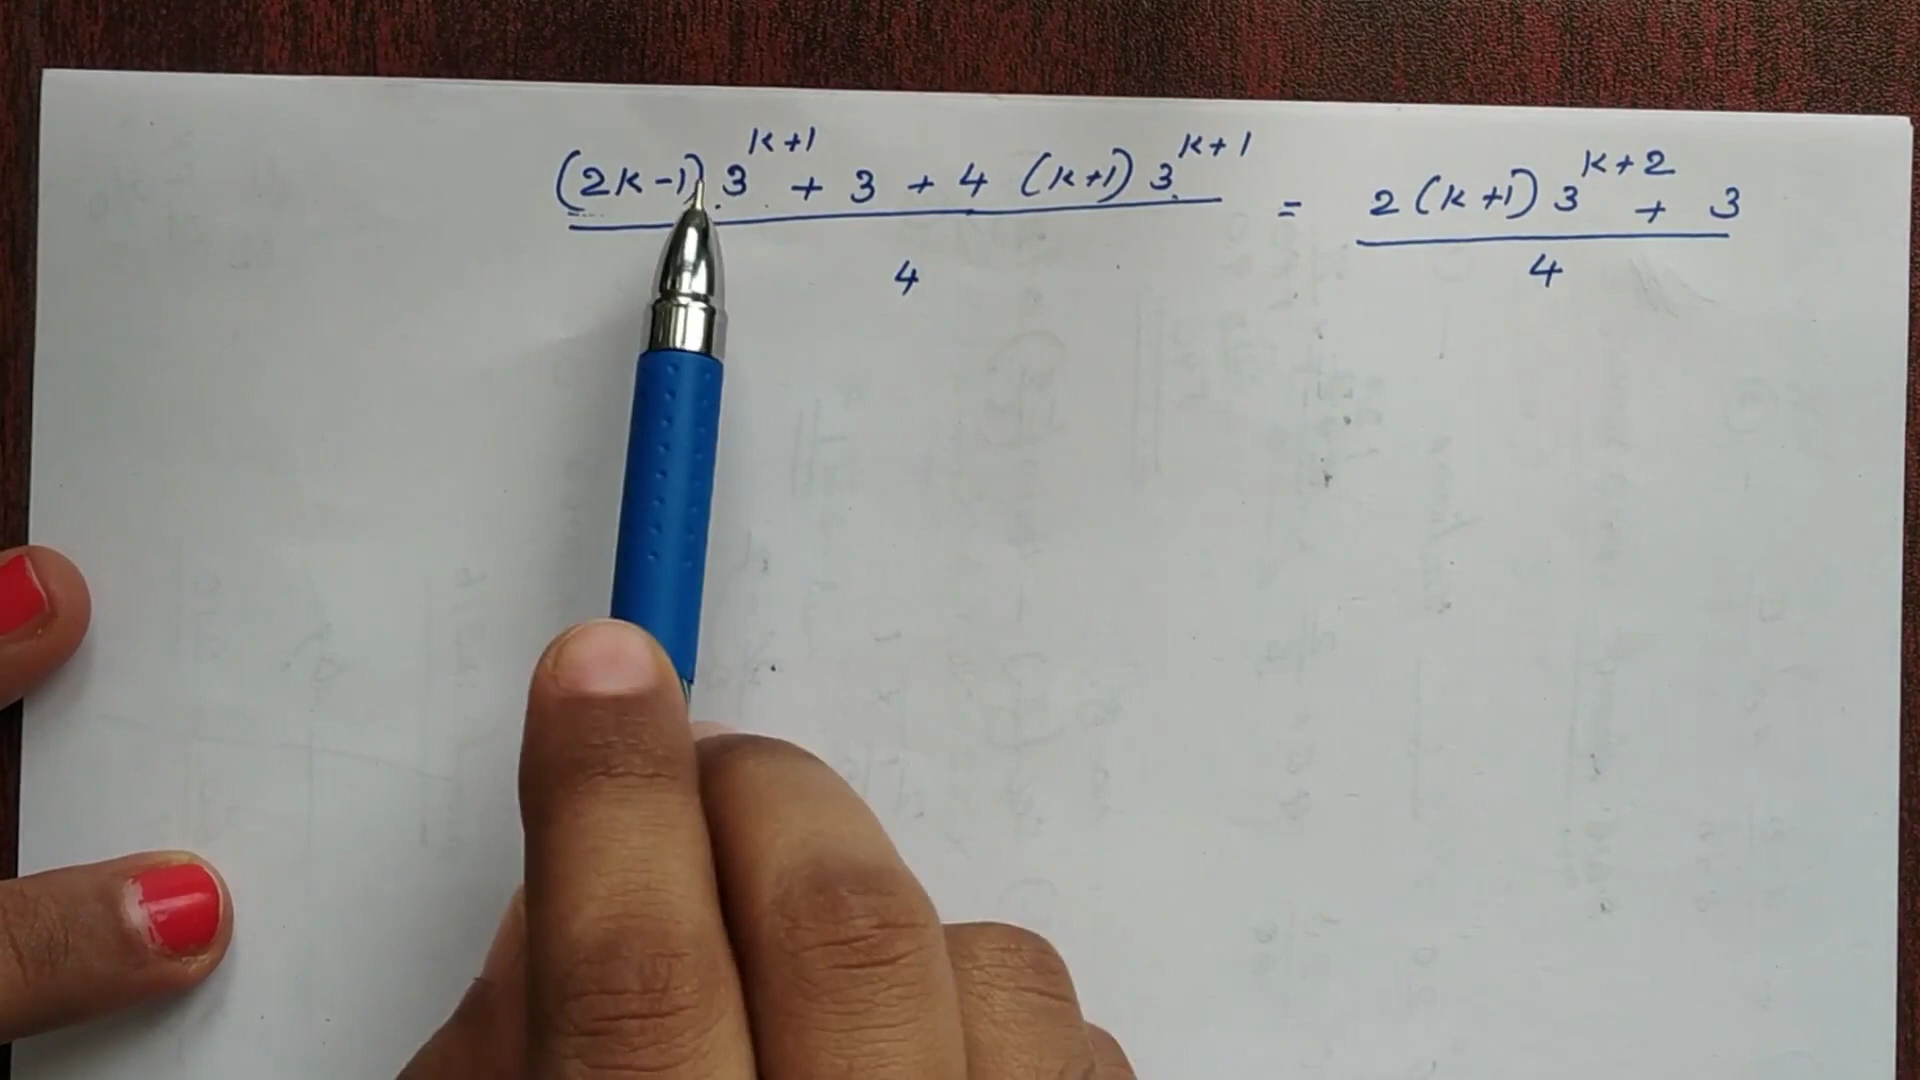 (2k-1) 3^{k+1} + 3 + 4 (k+1) 3^{k+1} / 4 = 2(k+1) 3^{k+2} + 3 / 4